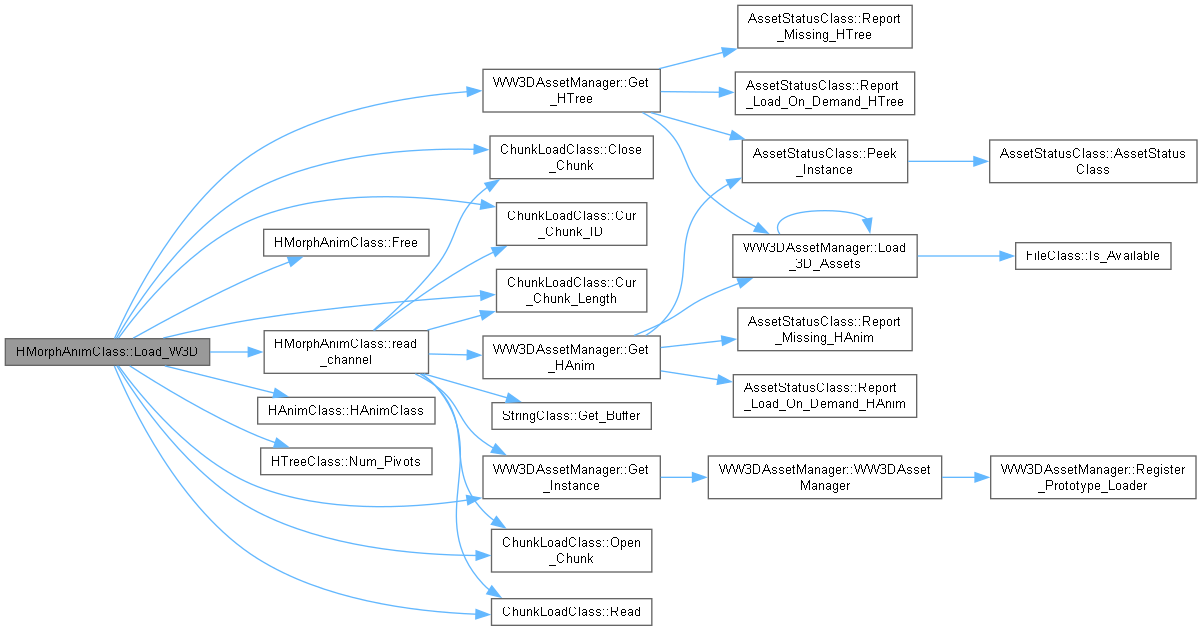 HMorphAnimClass::Load_W3D
HMorphAnimClass::Free
HMorphAnimClass::read
_channel
HAnimClass::HAnimClass
HTreeClass::Num_Pivots
WW3DAssetManager::Get
_HTree
ChunkLoadClass::Close
_Chunk
ChunkLoadClass::Cur
_Chunk_ID
ChunkLoadClass::Cur
_Chunk_Length
WW3DAssetManager::Get
_HAnim
StringClass::Get_Buffer
WW3DAssetManager::Get
_Instance
ChunkLoadClass::Open
_Chunk
ChunkLoadClass::Read
AssetStatusClass::Report
_Missing_HTree
AssetStatusClass::Report
_Load_On_Demand_HTree
AssetStatusClass::Peek
_Instance
WW3DAssetManager::Load
_3D_Assets
AssetStatusClass::Report
_Missing_HAnim
AssetStatusClass::Report
_Load_On_Demand_HAnim
WW3DAssetManager::WW3DAsset
Manager
AssetStatusClass::AssetStatus
Class
FileClass::Is_Available
WW3DAssetManager::Register
_Prototype_Loader